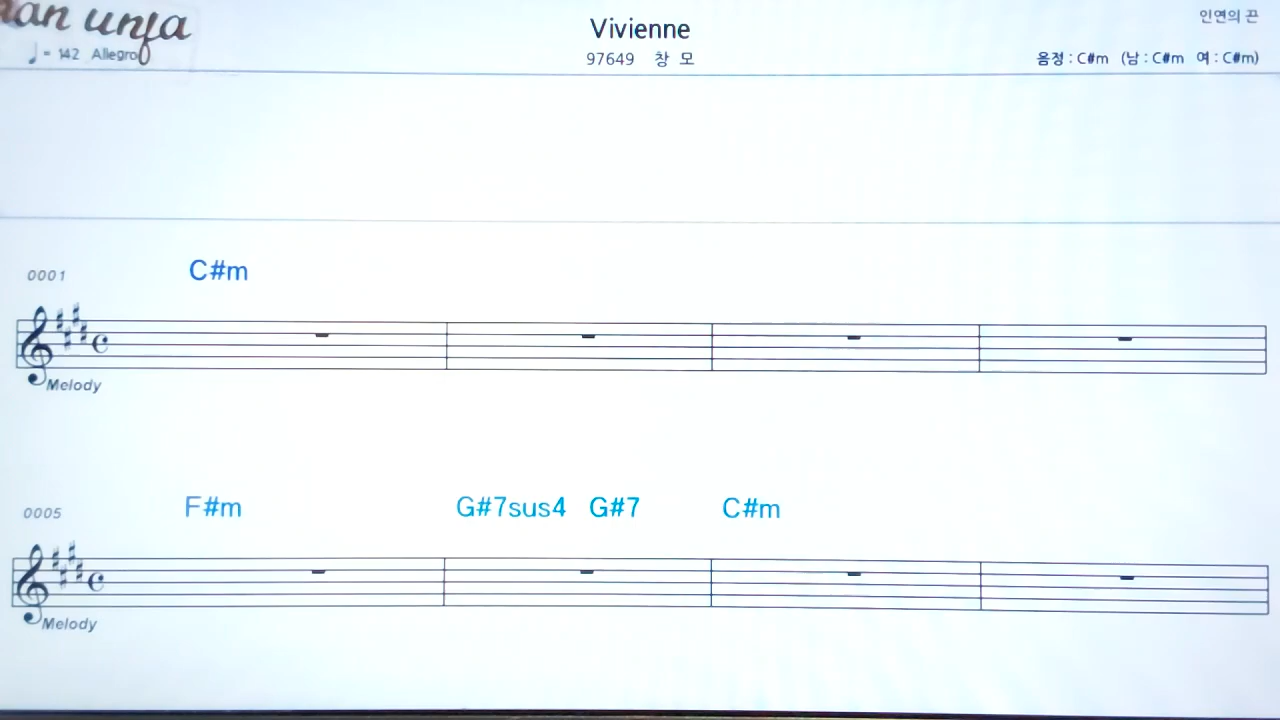 unja
Vivienne
인연의 끈
♩ = 142 Allegro
97649 창 모
음정 : C#m (남 : C#m 여 : C#m)
0001 C#m
Melody
0005 F#m G#7sus4 G#7 C#m
Melody